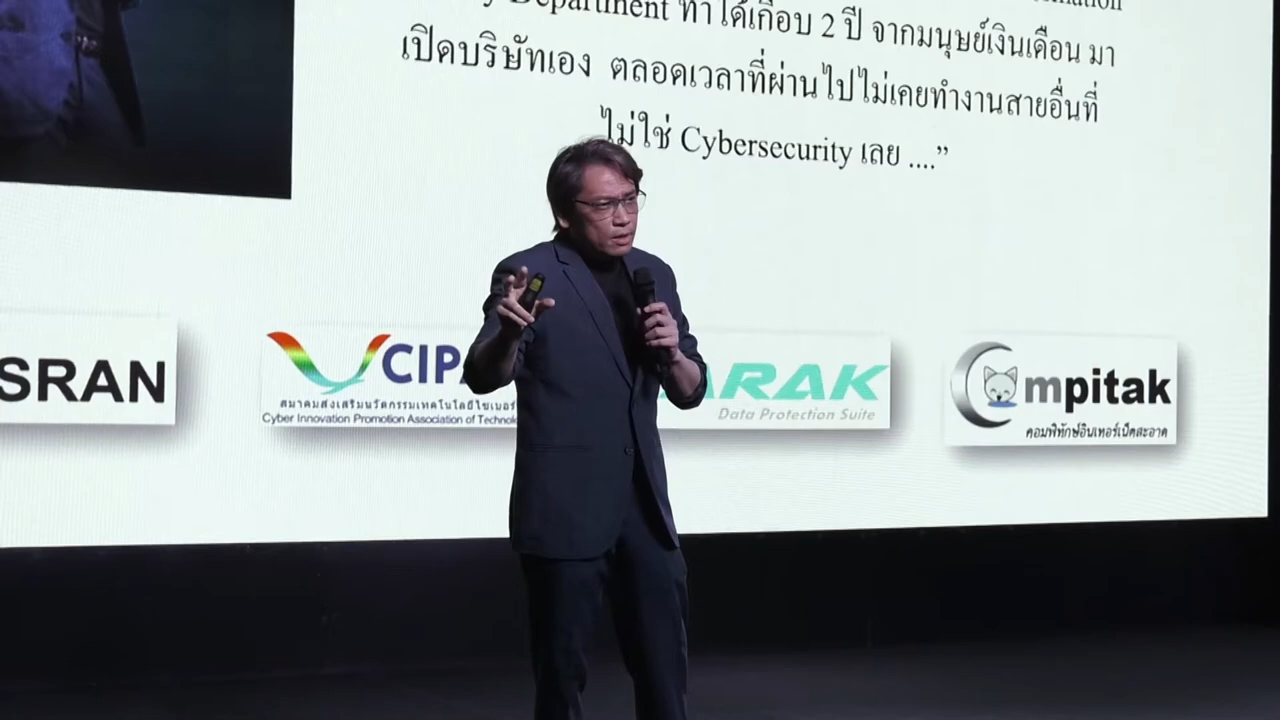 Department ทำได้เกือบ 2 ปี จากมนุษย์เงินเดือน มา
เปิดบริษัทเอง ตลอดเวลาที่ผ่านไปไม่เคยทำงานสายอื่นที่
ไม่ใช่ Cybersecurity เลย ....”
SRAN
CIPA
สมาคมส่งเสริมนวัตกรรมเทคโนโลยีไซเบอร์
Cyber Innovation Promotion Association of
ARAK
Data Protection Suite
mpitak
คอมพิทักษ์อินเทอร์เน็ตสะอาด